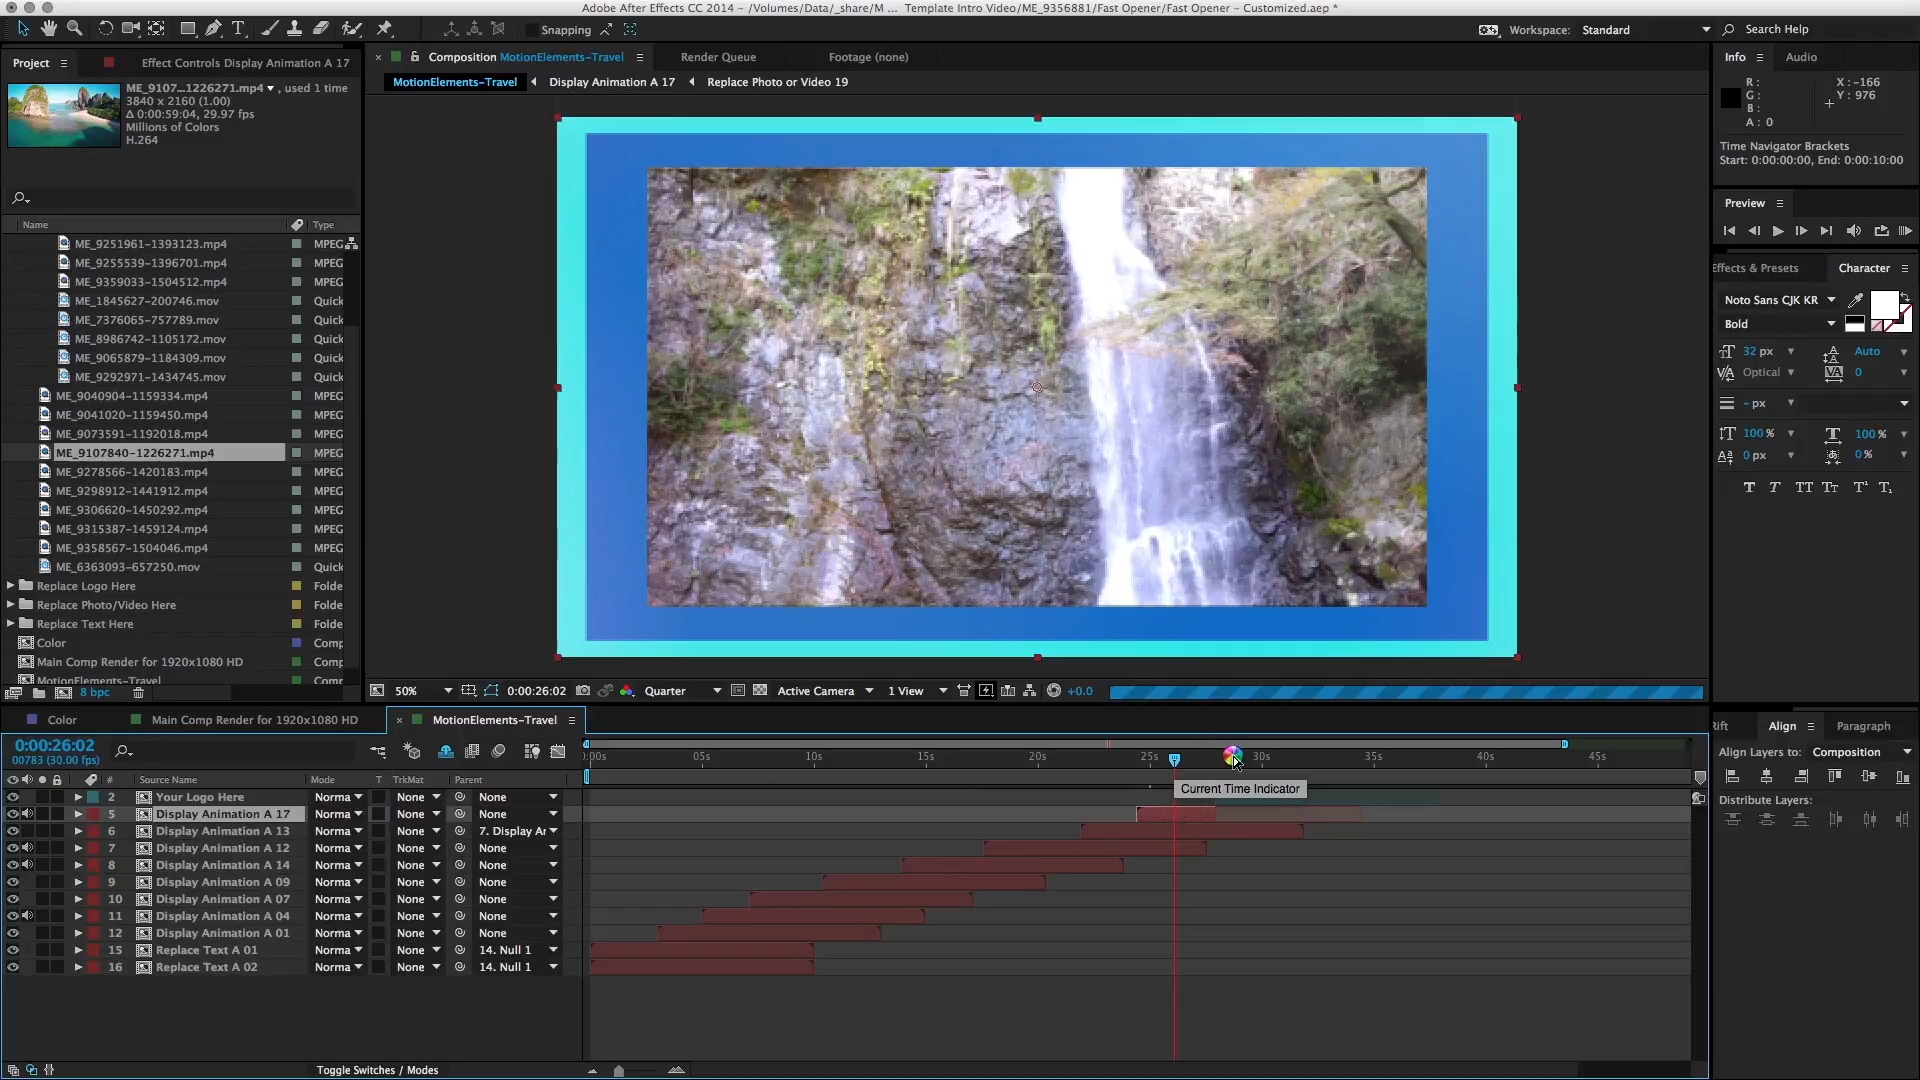 Adobe After Effects CC 2014 - /Volumes/Data/_share/M ... Template Intro Video/ME_9356881/Fast Opener/Fast Opener - Customized.aep *
Snapping
Workspace: Standard
Search Help
Project
Effect Controls Display Animation A 17
ME_9107...1226271.mp4 , used 1 time
3840 x 2160 (1.00)
Δ 0:00:59:04, 29.97 fps
Millions of Colors
H.264
Name Type
ME_9251961-1393123.mp4 MPEG
ME_9255539-1396701.mp4 MPEG
ME_9359033-1504512.mp4 MPEG
ME_1845627-200746.mov Quick
ME_7376065-757789.mov Quick
ME_8986742-1105172.mov Quick
ME_9065879-1184309.mov Quick
ME_9292971-1434745.mov Quick
ME_9040904-1159334.mp4 MPEG
ME_9041020-1159450.mp4 MPEG
ME_9073591-1192018.mp4 MPEG
ME_9107840-1226271.mp4 MPEG
ME_9278566-1420183.mp4 MPEG
ME_9298912-1441912.mp4 MPEG
ME_9306620-1450292.mp4 MPEG
ME_9315387-1459124.mp4 MPEG
ME_9358567-1504046.mp4 MPEG
ME_6363093-657250.mov Quick
Replace Logo Here Folde
Replace Photo/Video Here Folde
Replace Text Here Folde
Color Comp
Main Comp Render for 1920x1080 HD Comp
MotionElements-Travel Comp
8 bpc
Composition MotionElements-Travel
Render Queue
Footage (none)
MotionElements-Travel Display Animation A 17 Replace Photo or Video 19
50% 0:00:26:02 Quarter Active Camera 1 View +0.0
Info Audio
R : X : -166
G : Y : 976
B :
A : 0
Time Navigator Brackets
Start: 0:00:00:00, End: 0:00:10:00
Preview
Effects & Presets Character
Noto Sans CJK KR
Bold
32 px Auto
Optical 0
- px
100 % 100 %
0 px 0 %
Color Main Comp Render for 1920x1080 HD MotionElements-Travel
0:00:26:02
00783 (30.00 fps)
:00s 05s 10s 15s 20s 25s 30s 35s 40s 45s
# Source Name Mode T TrkMat Parent
Current Time Indicator
2 Your Logo Here Norma None None
5 Display Animation A 17 Norma None None
6 Display Animation A 13 Norma None 7. Display Ar
7 Display Animation A 12 Norma None None
8 Display Animation A 14 Norma None None
9 Display Animation A 09 Norma None None
10 Display Animation A 07 Norma None None
11 Display Animation A 04 Norma None None
12 Display Animation A 01 Norma None None
15 Replace Text A 01 Norma None 14. Null 1
16 Replace Text A 02 Norma None 14. Null 1
Toggle Switches / Modes
Align Paragraph
Align Layers to: Composition
Distribute Layers: